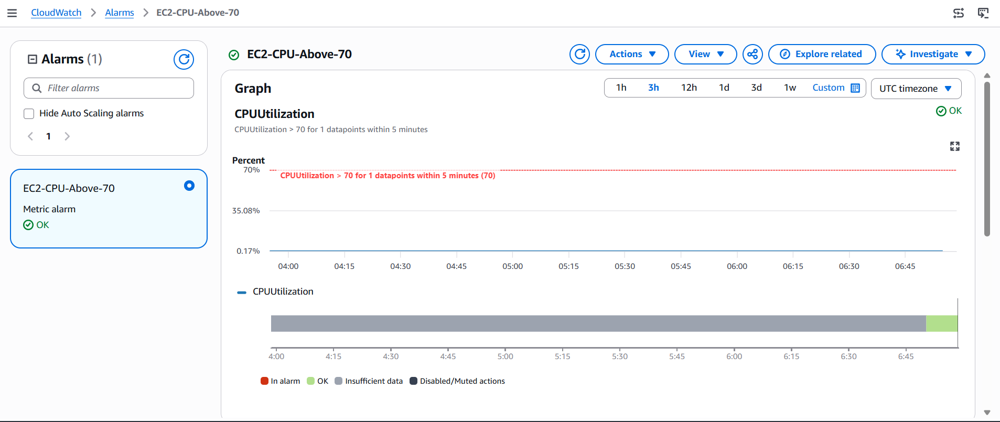 CloudWatch > Alarms > EC2-CPU-Above-70
Alarms (1)
Filter alarms
Hide Auto Scaling alarms
1
EC2-CPU-Above-70
Metric alarm
OK
EC2-CPU-Above-70
Actions
View
Explore related
Investigate
Graph
1h 3h 12h 1d 3d 1w Custom
UTC timezone
CPUUtilization
OK
CPUUtilization > 70 for 1 datapoints within 5 minutes
Percent
70%
CPUUtilization > 70 for 1 datapoints within 5 minutes (70)
35.08%
0.17%
04:00 04:15 04:30 04:45 05:00 05:15 05:30 05:45 06:00 06:15 06:30 06:45
CPUUtilization
4:00 4:15 4:30 4:45 5:00 5:15 5:30 5:45 6:00 6:15 6:30 6:45
In alarm OK Insufficient data Disabled/Muted actions